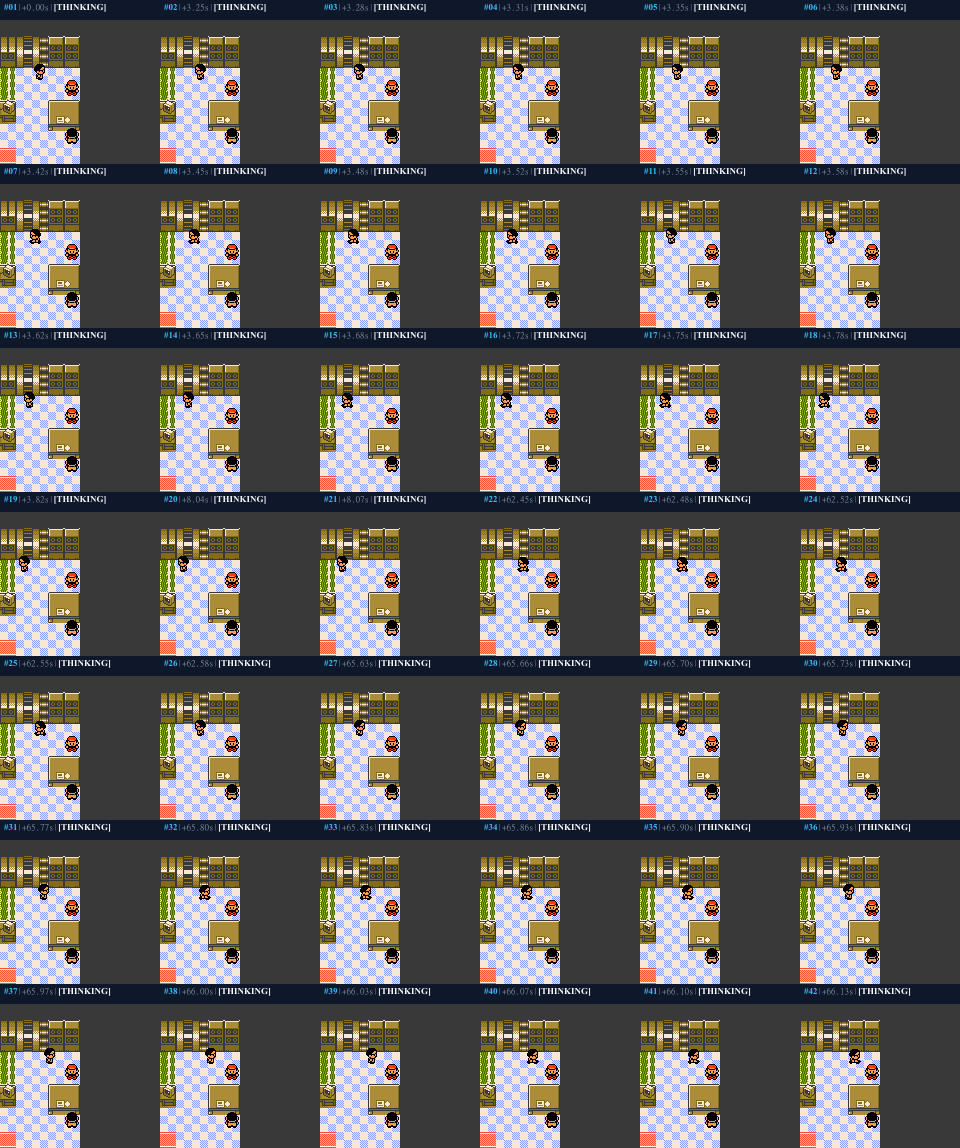 #01 | +0.00s | [THINKING] #02 | +3.25s | [THINKING] #03 | +3.28s | [THINKING] #04 | +3.31s | [THINKING] #05 | +3.35s | [THINKING] #06 | +3.38s | [THINKING]
#07 | +3.42s | [THINKING] #08 | +3.45s | [THINKING] #09 | +3.48s | [THINKING] #10 | +3.52s | [THINKING] #11 | +3.55s | [THINKING] #12 | +3.58s | [THINKING]
#13 | +3.62s | [THINKING] #14 | +3.65s | [THINKING] #15 | +3.68s | [THINKING] #16 | +3.72s | [THINKING] #17 | +3.75s | [THINKING] #18 | +3.78s | [THINKING]
#19 | +3.82s | [THINKING] #20 | +8.04s | [THINKING] #21 | +8.07s | [THINKING] #22 | +62.45s | [THINKING] #23 | +62.48s | [THINKING] #24 | +62.52s | [THINKING]
#25 | +62.55s | [THINKING] #26 | +62.58s | [THINKING] #27 | +65.63s | [THINKING] #28 | +65.66s | [THINKING] #29 | +65.70s | [THINKING] #30 | +65.73s | [THINKING]
#31 | +65.77s | [THINKING] #32 | +65.80s | [THINKING] #33 | +65.83s | [THINKING] #34 | +65.86s | [THINKING] #35 | +65.90s | [THINKING] #36 | +65.93s | [THINKING]
#37 | +65.97s | [THINKING] #38 | +66.00s | [THINKING] #39 | +66.03s | [THINKING] #40 | +66.07s | [THINKING] #41 | +66.10s | [THINKING] #42 | +66.13s | [THINKING]